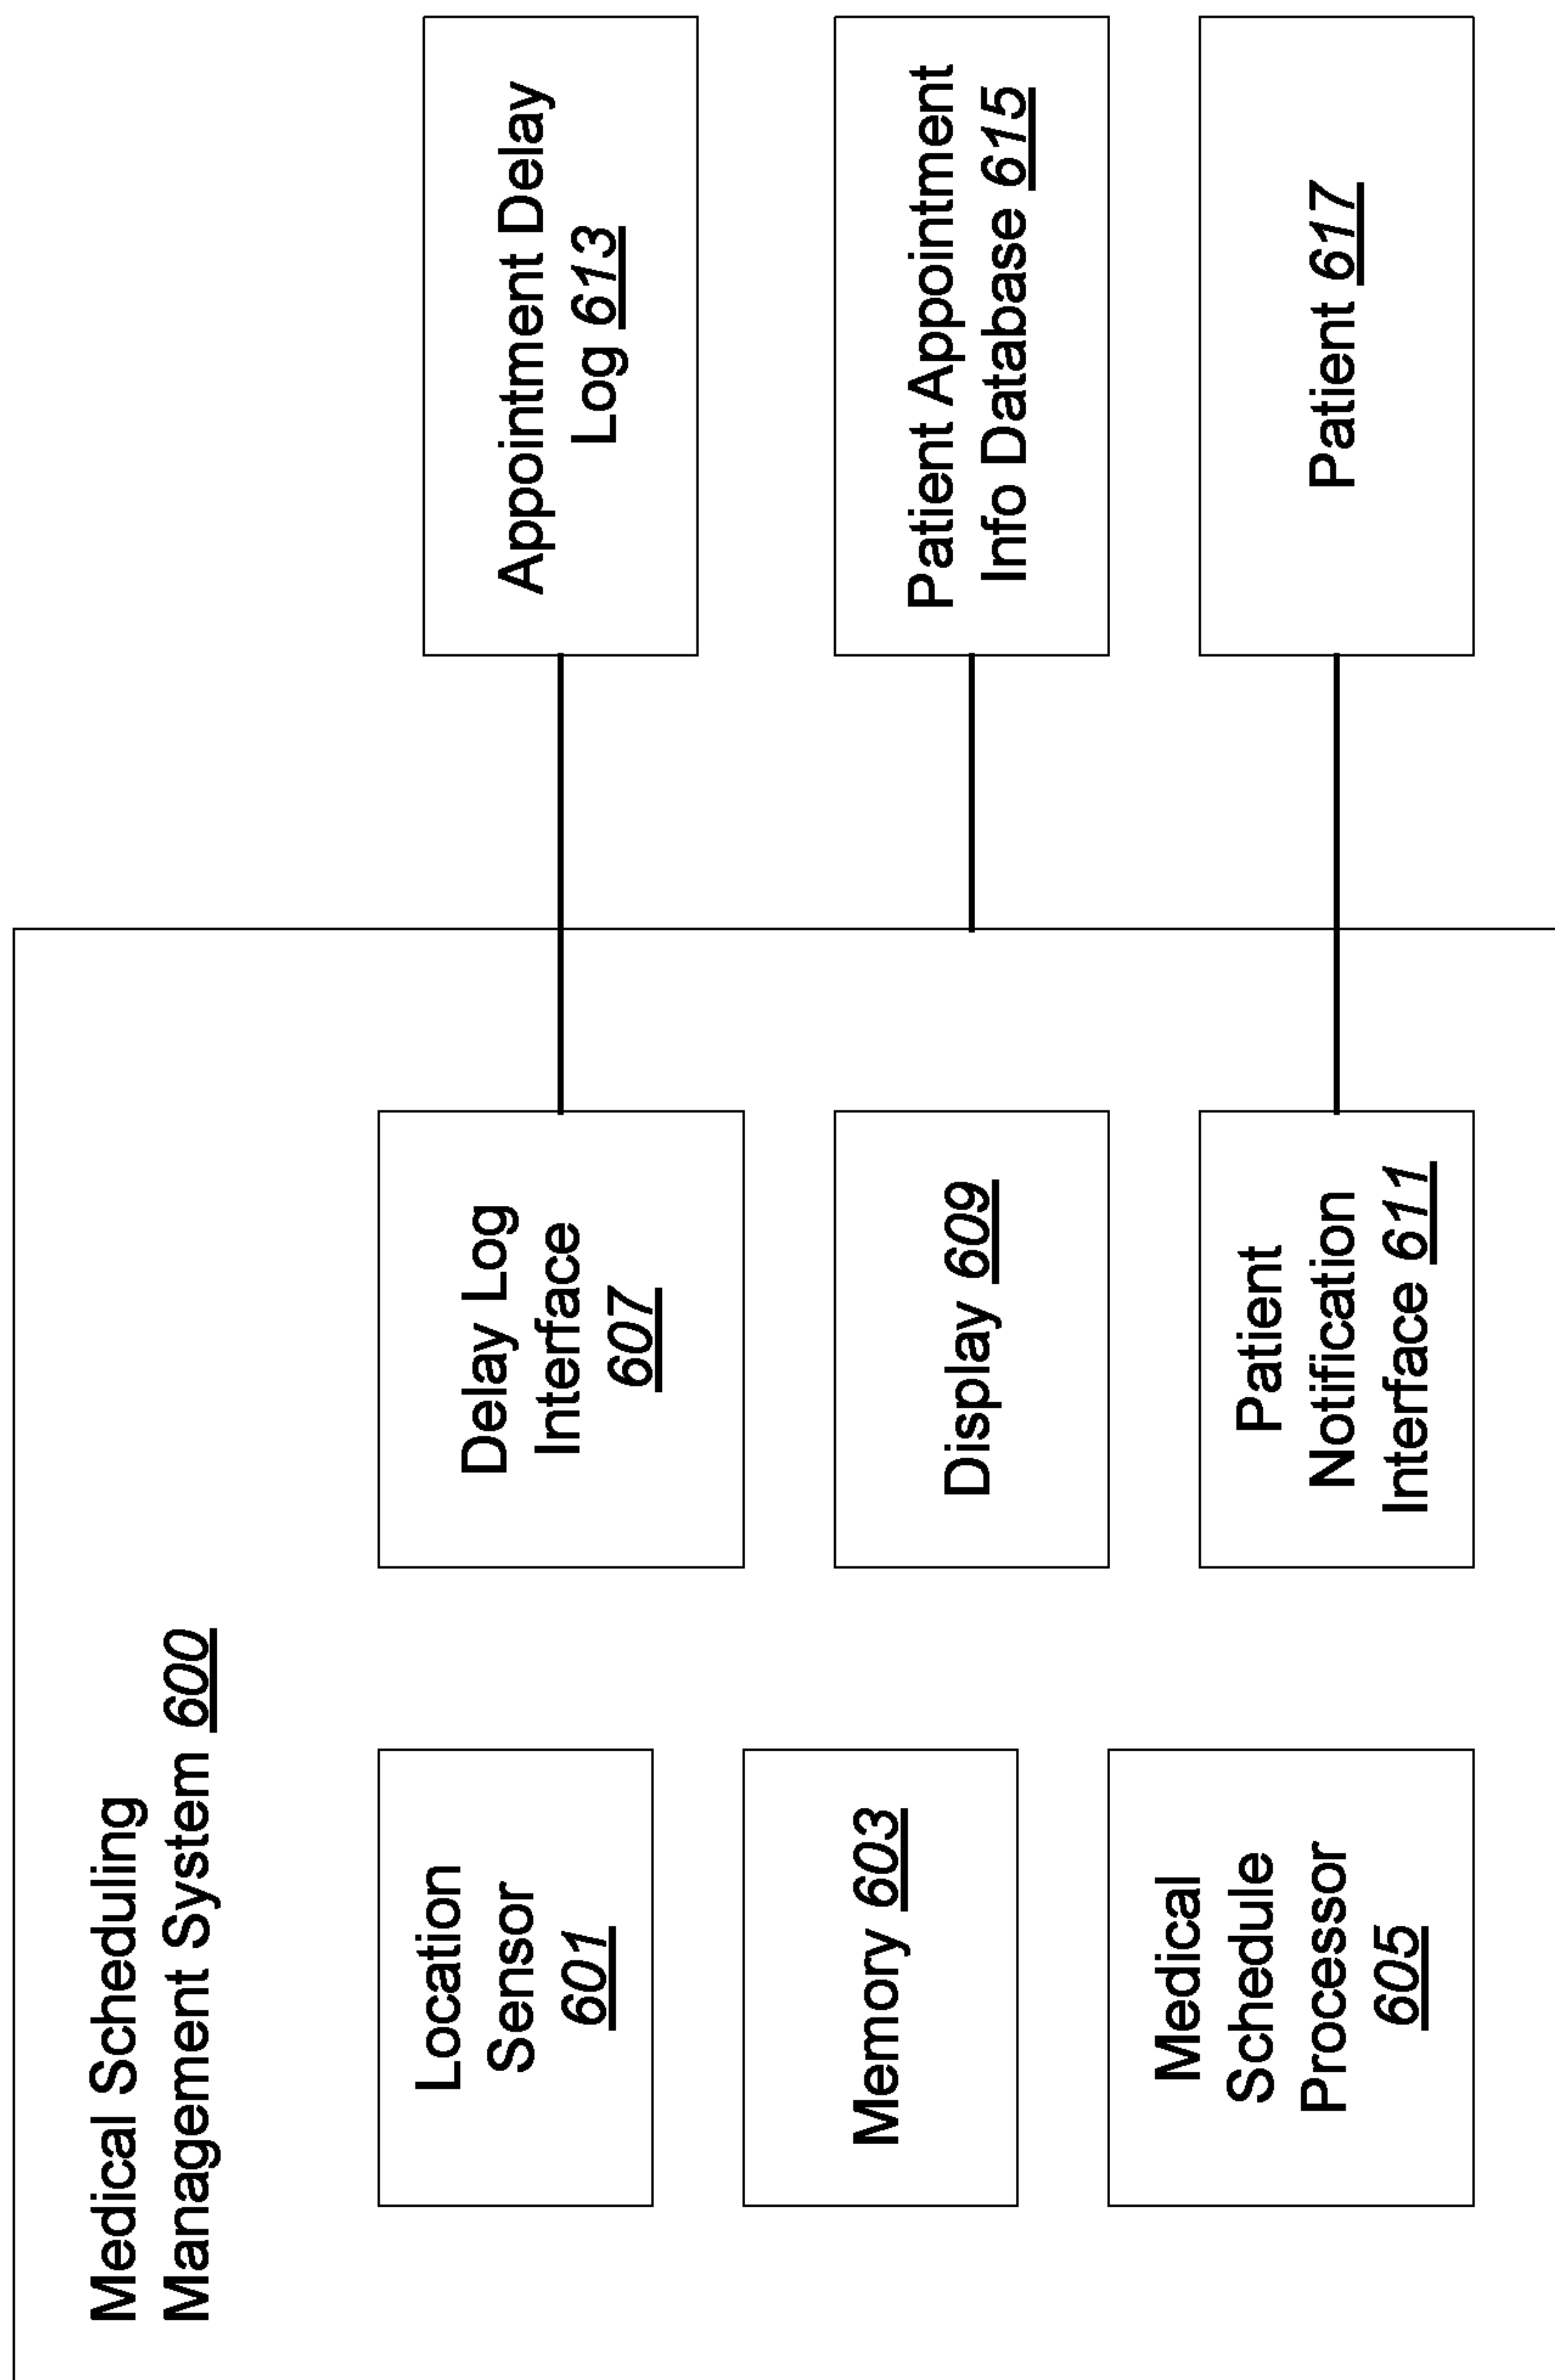 Medical Scheduling
Management System 600
Location
Sensor
601
Memory 603
Medical
Schedule
Processor
605
Delay Log
Interface
607
Display 609
Patient
Notification
Interface 611
Appointment Delay
Log 613
Patient Appointment
Info Database 615
Patient 617